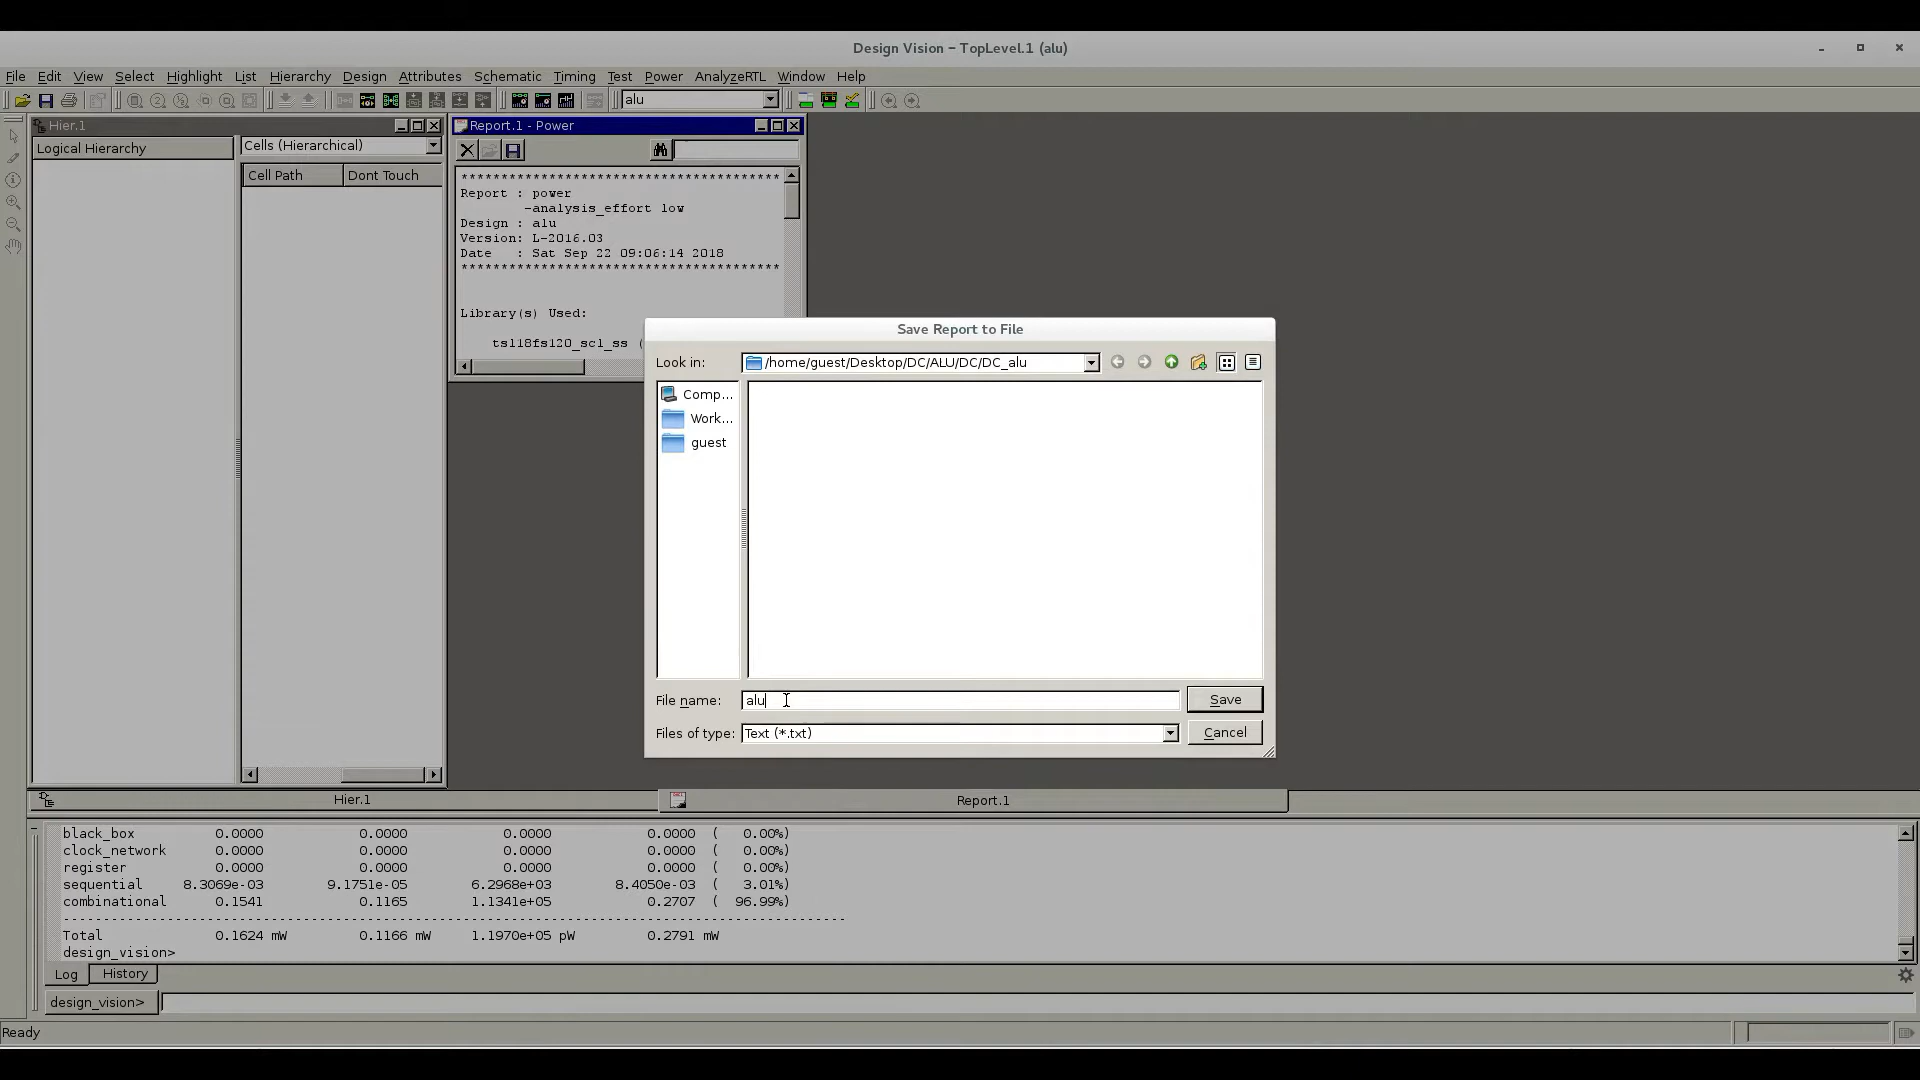 Design Vision - TopLevel.1 (alu)
File Edit View Select Highlight List Hierarchy Design Attributes Schematic Timing Test Power AnalyzeRTL Window Help
alu
Hier.1
Logical Hierarchy
Cells (Hierarchical)
Cell Path Dont Touch
Report.1 - Power
****************************************
Report : power
-analysis_effort low
Design : alu
Version: L-2016.03
Date : Sat Sep 22 09:06:14 2018
****************************************
Library(s) Used:
tsl18fs120_scl_ss (
Save Report to File
Look in: /home/guest/Desktop/DC/ALU/DC/DC_alu
Comp...
Work...
guest
File name: alu Save
Files of type: Text (*.txt) Cancel
Hier.1 Report.1
black_box 0.0000 0.0000 0.0000 0.0000 ( 0.00%)
clock_network 0.0000 0.0000 0.0000 0.0000 ( 0.00%)
register 0.0000 0.0000 0.0000 0.0000 ( 0.00%)
sequential 8.3069e-03 9.1751e-05 6.2968e+03 8.4050e-03 ( 3.01%)
combinational 0.1541 0.1165 1.1341e+05 0.2707 ( 96.99%)
--------------------------------------------------------------------------------------------------
Total 0.1624 mW 0.1166 mW 1.1970e+05 pW 0.2791 mW
design_vision>
Log History
design_vision>
Ready